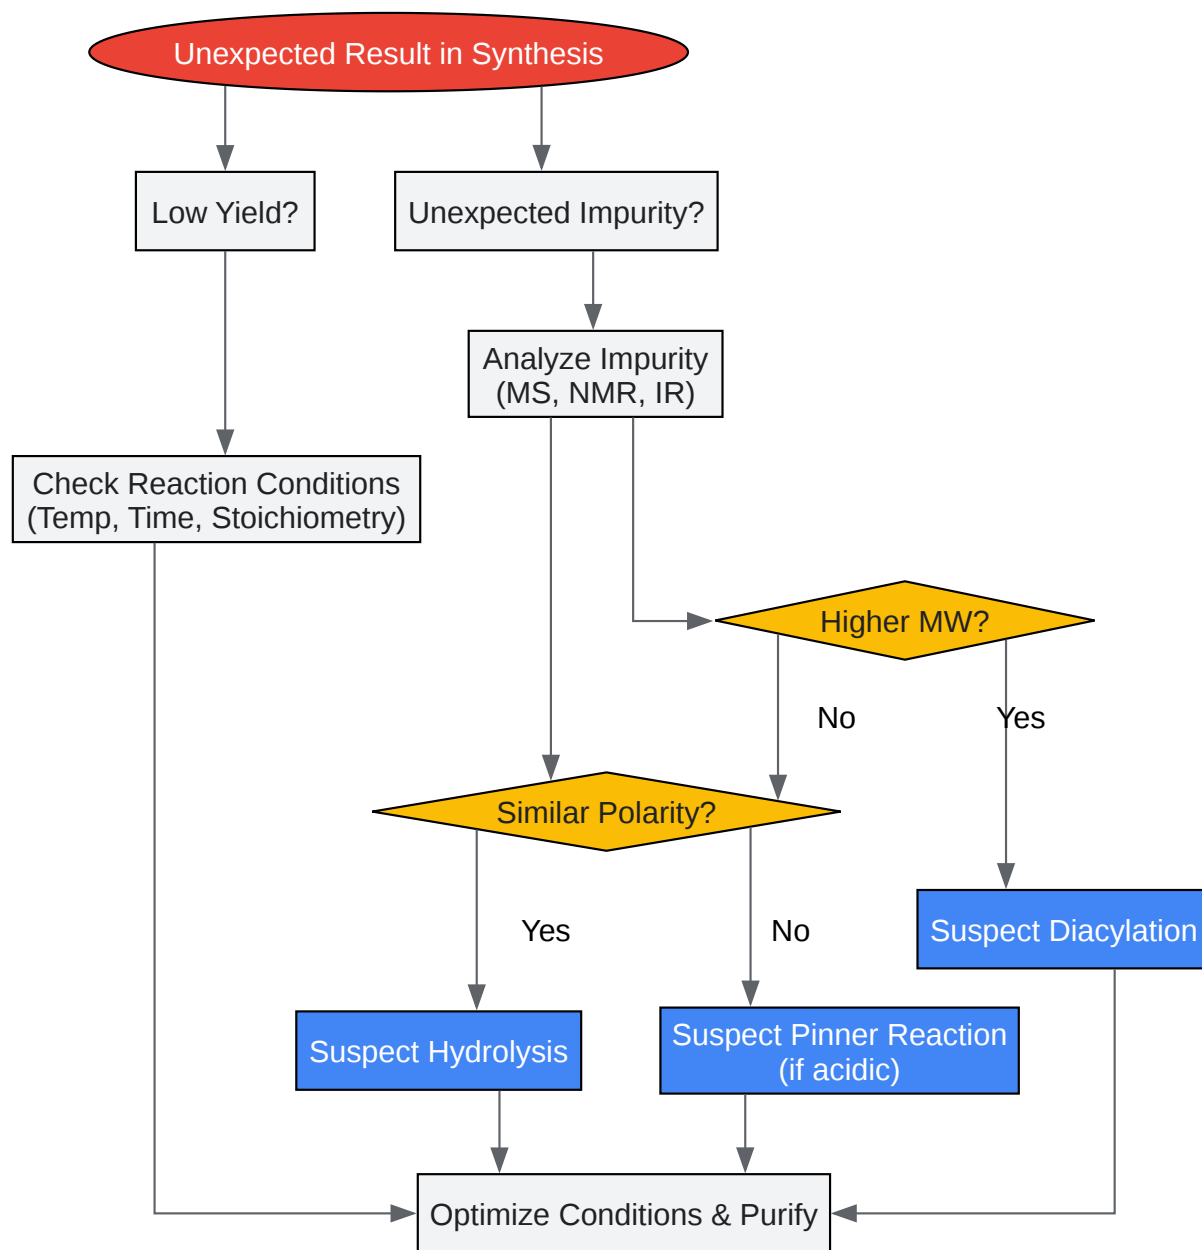 Unexpected Result in Synthesis
Low Yield?
Unexpected Impurity?
Analyze Impurity
(MS, NMR, IR)
Check Reaction Conditions
(Temp, Time, Stoichiometry)
Higher MW?
No
Yes
Similar Polarity?
Yes
No
Suspect Diacylation
Suspect Hydrolysis
Suspect Pinner Reaction
(if acidic)
Optimize Conditions & Purify